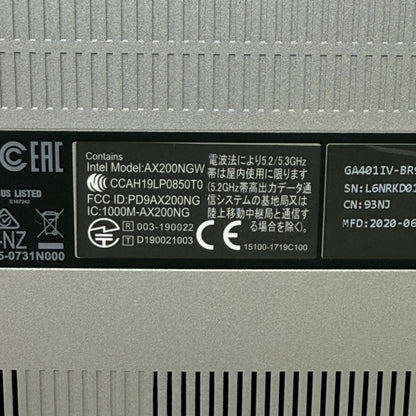 EAC
US LISTED
E187242
-NZ
5-0731N000
Contains
Intel Model:AX200NGW
CCC CCAH19LP0850T0
FCC ID:PD9AX200NG
IC:1000M-AX200NG
R 003-190022
T D190021003
CE
電波法により5.2/5.3GHz
帯は屋内使用に限ります
(5.2GHz帯高出力データ通
信システムの基地局又は
陸上移動中継局と通信す
る場合を除く)。
15100-1719C100
GA401IV-BR9
SN:L6NRKD01
CN:93NJ
MFD:2020-06